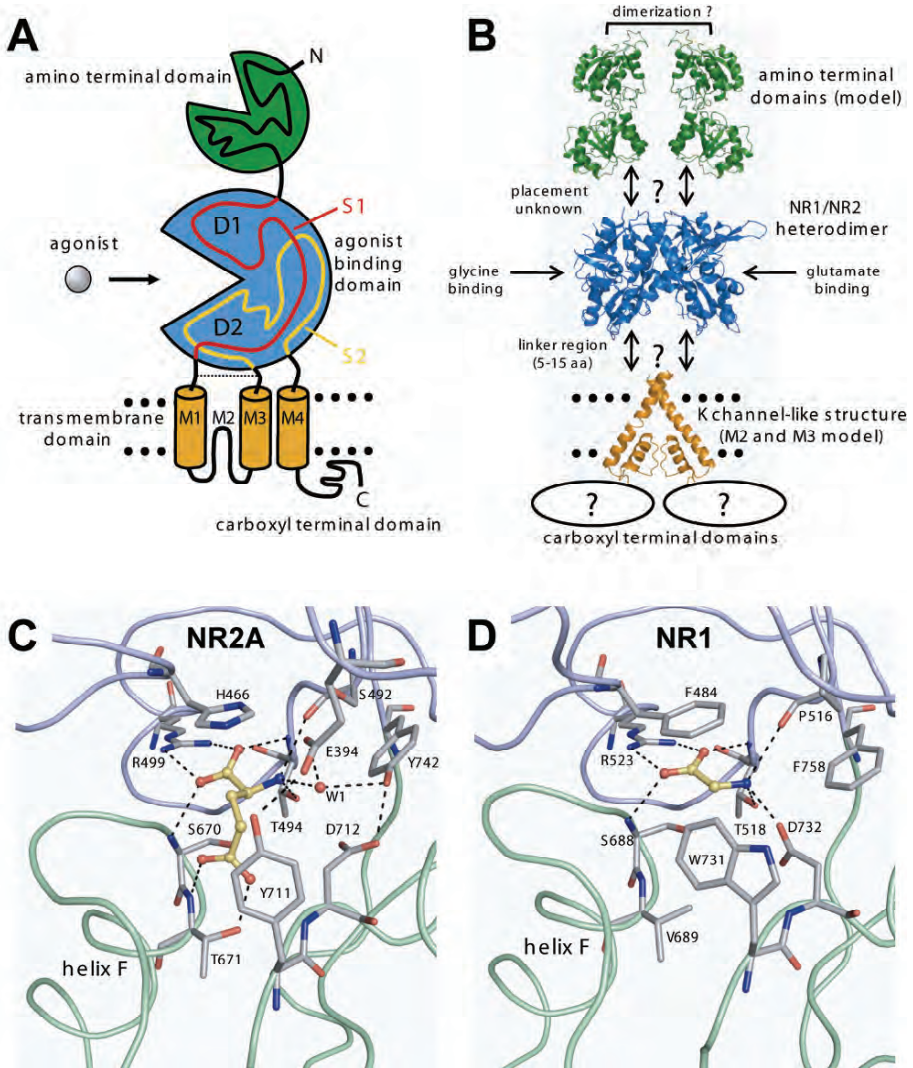 A
N
amino terminal domain
D1
S1
agonist
agonist
binding
domain
D2
S2
transmembrane
domain
M1
M2
M3
M4
C
carboxyl terminal domain
B
dimerization ?
amino terminal
domains (model)
placement
unknown
?
NR1/NR2
heterodimer
glycine
binding
glutamate
binding
linker region
(5-15 aa)
?
K channel-like structure
(M2 and M3 model)
?
?
carboxyl terminal domains
C
NR2A
H466
S492
R499
E394
Y742
W1
S670
T494
D712
Y711
T671
helix F
D
NR1
F484
P516
R523
F758
S688
T518
D732
W731
V689
helix F